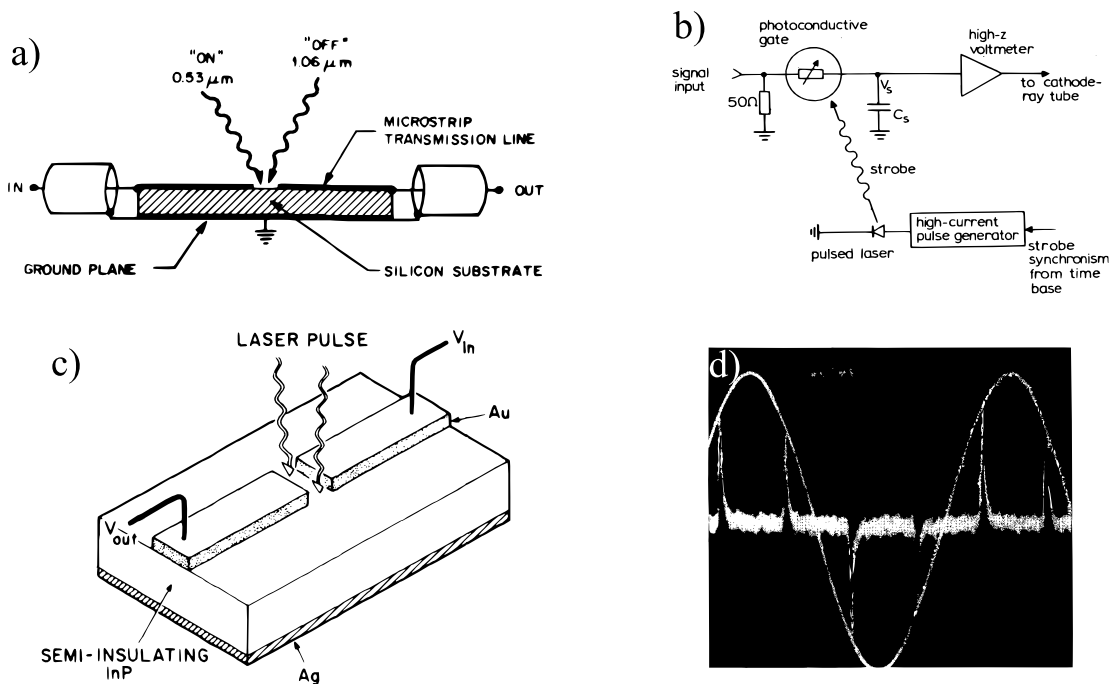 a)
"ON"
0.53 μm
"OFF"
1.06 μm
MICROSTRIP
TRANSMISSION LINE
IN
OUT
GROUND PLANE
SILICON SUBSTRATE
b)
photoconductive
gate
high-z
voltmeter
signal
input
50Ω
Vs
Cs
to cathode-
ray tube
strobe
high-current
pulse generator
pulsed laser
strobe
synchronism
from time
base
c)
LASER PULSE
Vin
Au
Vout
SEMI-INSULATING
InP
Ag
d)